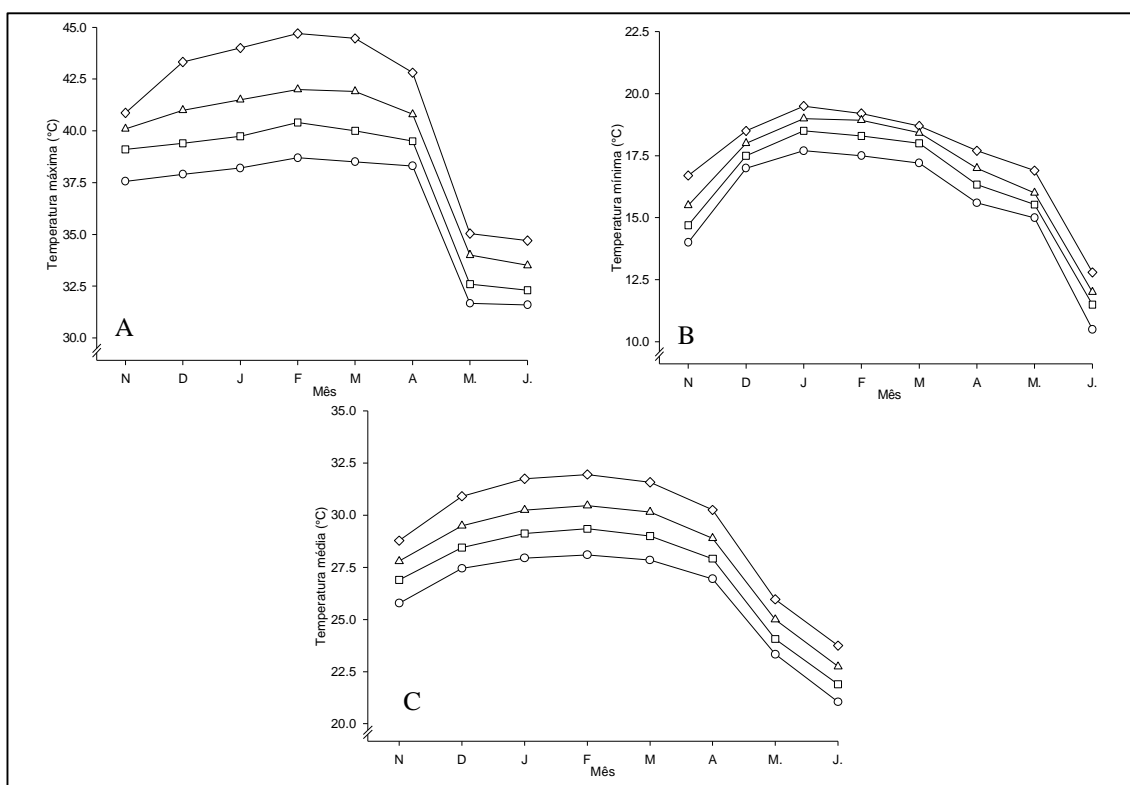 Temperatura máxima (°C)
45.0
42.5
40.0
37.5
35.0
32.5
30.0
A
N D J F M A M. J.
Mês
Temperatura mínima (°C)
22.5
20.0
17.5
15.0
12.5
10.0
B
N D J F M A M. J.
Mês
Temperatura média (°C)
35.0
32.5
30.0
27.5
25.0
22.5
20.0
C
N D J F M A M. J.
Mês